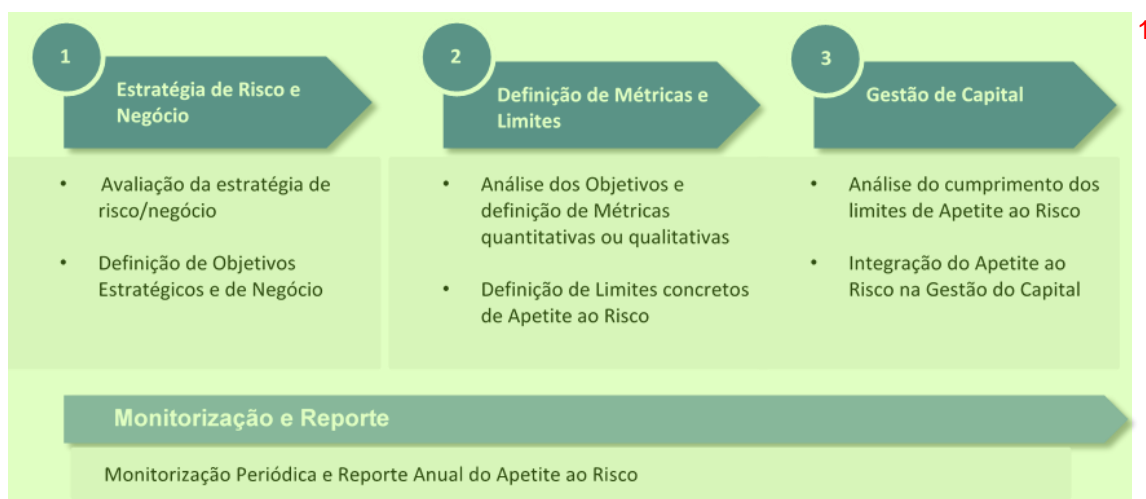 1
Estratégia de Risco e
Negócio
• Avaliação da estratégia de
risco/negócio
• Definição de Objetivos
Estratégicos e de Negócio
2
Definição de Métricas e
Limites
• Análise dos Objetivos e
definição de Métricas
quantitativas ou qualitativas
• Definição de Limites concretos
de Apetite ao Risco
3
Gestão de Capital
• Análise do cumprimento dos
limites de Apetite ao Risco
• Integração do Apetite ao
Risco na Gestão do Capital
1
Monitorização e Reporte
Monitorização Periódica e Reporte Anual do Apetite ao Risco